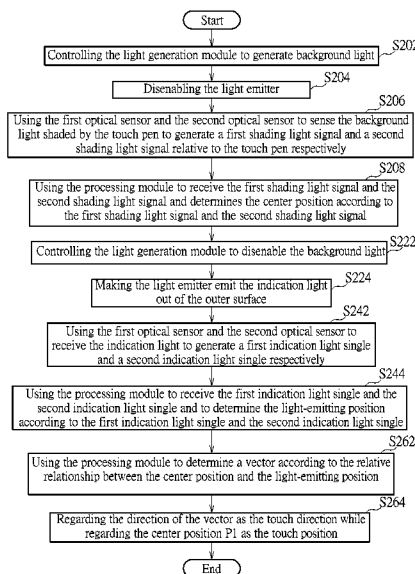 Start
S202
Controlling the light generation module to generate background light
S204
Disenabling the light emitter
S206
Using the first optical sensor and the second optical sensor to sense the background
light shaded by the touch pen to generate a first shading light signal and a second
shading light signal relative to the touch pen respectively
S208
Using the processing module to receive the first shading light signal and the
second shading light signal and determines the center position according to
the first shading light signal and the second shading light signal
S222
Controlling the light generation module to disenable the background light
S224
Making the light emitter emit the indication light
out of the outer surface
S242
Using the first optical sensor and the second optical sensor to
receive the indication light to generate a first indication light single
and a second indication light single respectively
S244
Using the processing module to receive the first indication light single and the
second indication light single and to determine the light-emitting position
according to the first indication light single and the second indication light single
S262
Using the processing module to determine a vector according to the relative
relationship between the center position and the light-emitting position
S264
Regarding the direction of the vector as the touch direction while
regarding the center position P1 as the touch position
End